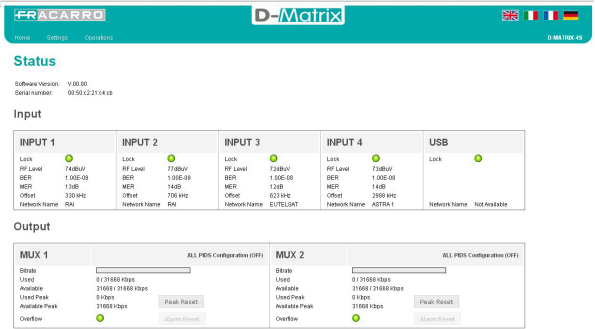 FRACARRO
D-Matrix
Home Settings Operations
D-MATRIX-4S
Status
Software Version: V.00.00
Serial number: 00:50:c2:21:c4:cb
Input
INPUT 1 INPUT 2 INPUT 3 INPUT 4 USB
Lock Lock Lock Lock Lock
RF Level 74dBuV RF Level 77dBuV RF Level 72dBuV RF Level 73dBuV
BER 1.00E-08 BER 1.00E-08 BER 1.00E-08 BER 1.00E-08
MER 13dB MER 14dB MER 12dB MER 14dB
Offset 330 kHz Offset 706 kHz Offset 623 kHz Offset 2888 kHz
Network Name RAI Network Name RAI Network Name EUTELSAT Network Name ASTRA 1 Network Name Not Available
Output
MUX 1 ALL PIDS Configuration (OFF) MUX 2 ALL PIDS Configuration (OFF)
Bitrate Bitrate
Used 0 / 31668 Kbps Used 0 / 31668 Kbps
Available 31668 / 31668 Kbps Available 31668 / 31668 Kbps
Used Peak 0 Kbps Used Peak 0 Kbps
Available Peak 31668 Kbps Peak Reset Available Peak 31668 Kbps Peak Reset
Overflow Alarm Reset Overflow Alarm Reset